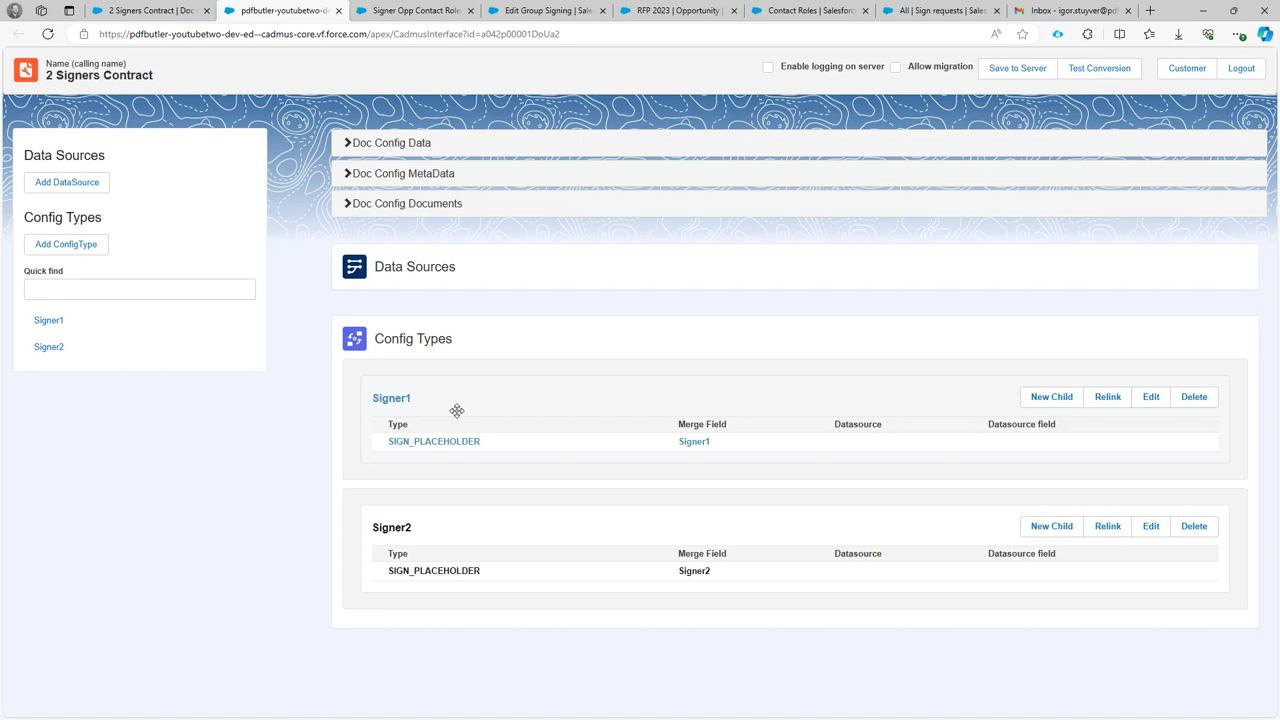 2 Signers Contract | Doc
pdfbutler-youtubetwo-d
Signer Opp Contact Role
Edit Group Signing | Sale
RFP 2023 | Opportunity |
Contact Roles | Salesforc
All | Sign requests | Sales
Inbox - igor.stuyver@pd
https://pdfbutler-youtubetwo-dev-ed--cadmus-core.vf.force.com/apex/CadmusInterface?id=a042p00001DoUa2
Name (calling name)
2 Signers Contract
Enable logging on server
Allow migration
Save to Server
Test Conversion
Customer
Logout
Data Sources
Add DataSource
Config Types
Add ConfigType
Quick find
Signer1
Signer2
Doc Config Data
Doc Config MetaData
Doc Config Documents
Data Sources
Config Types
Signer1
New Child Relink Edit Delete
Type Merge Field Datasource Datasource field
SIGN_PLACEHOLDER Signer1
Signer2
New Child Relink Edit Delete
Type Merge Field Datasource Datasource field
SIGN_PLACEHOLDER Signer2